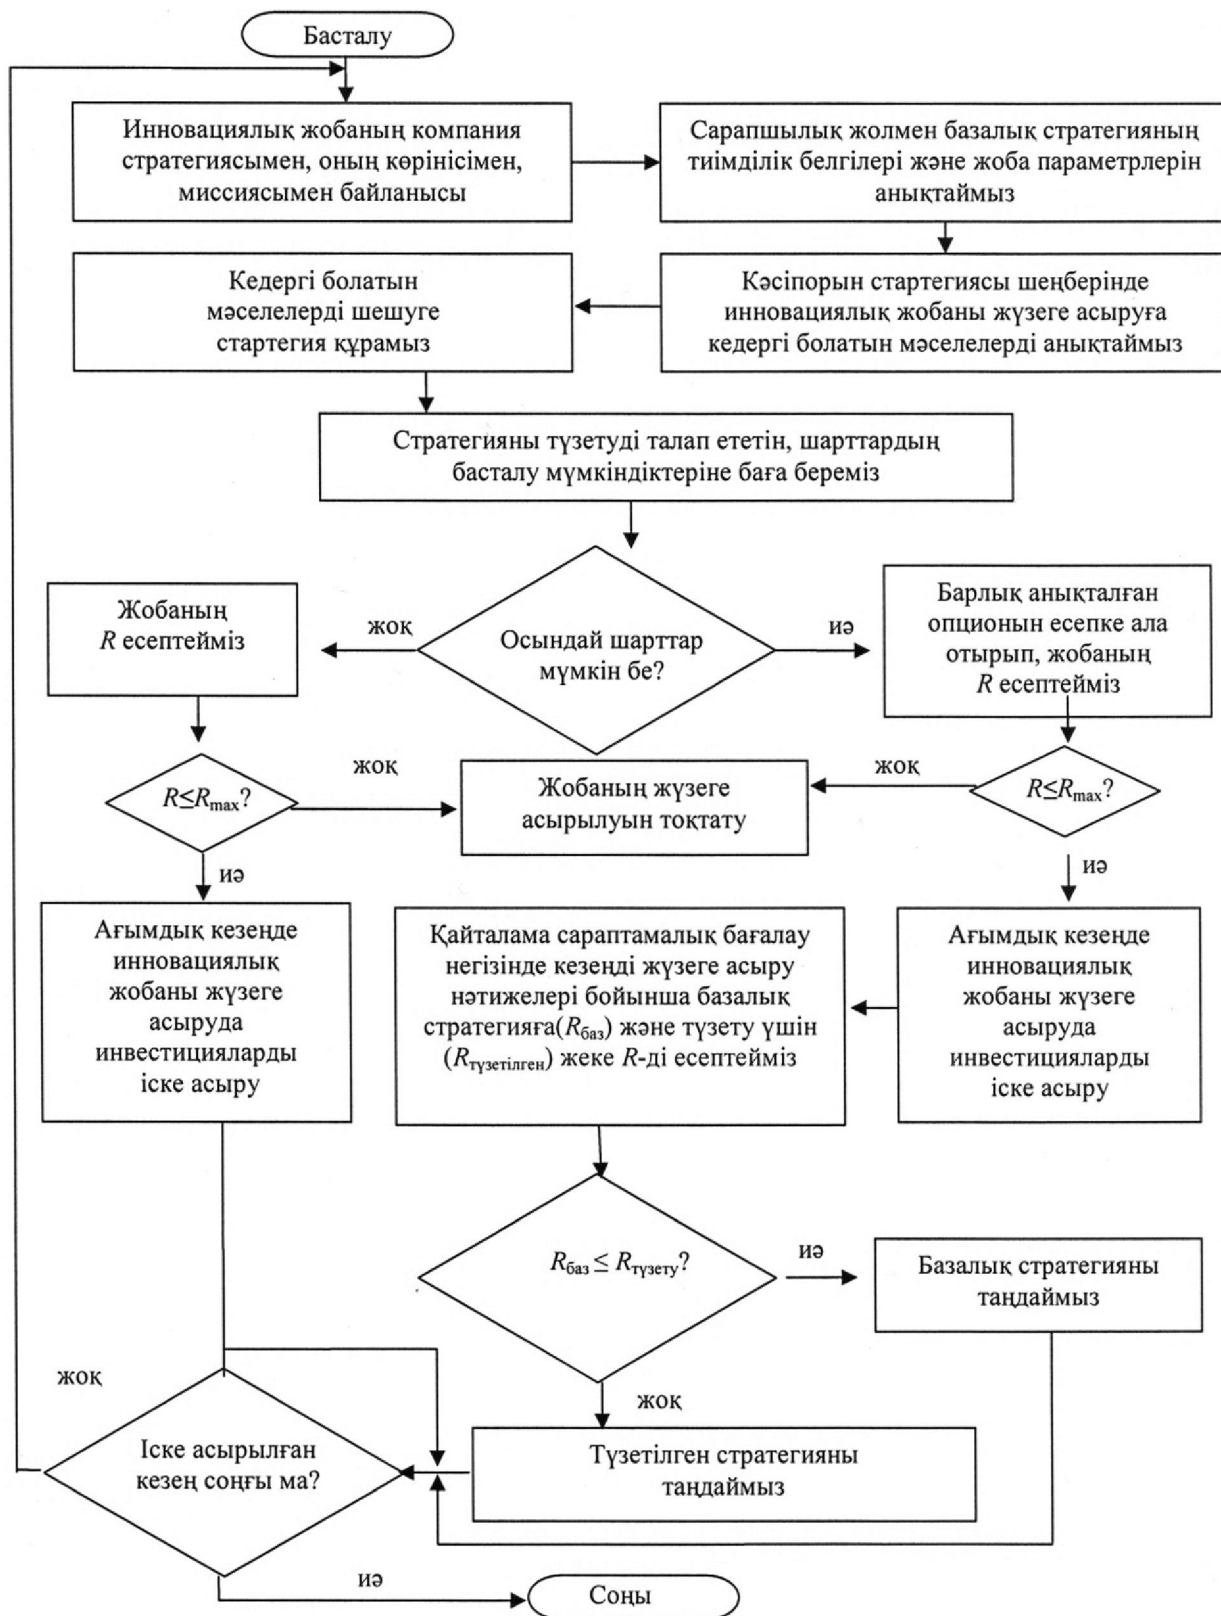 Басталу
Инновациялық жобаның компания
стратегиясымен, оның көрінісімен,
миссиясымен байланысы
Сарапшылық жолмен базалық стратегияның
тиімділік белгілері және жоба параметрлерін
анықтаймыз
Кедергі болатын
мәселелерді шешуге
стартегия құрамыз
Кәсіпорын стартегиясы шеңберінде
инновациялық жобаны жүзеге асыруға
кедергі болатын мәселелерді анықтаймыз
Стратегияны түзетуді талап ететін, шарттардың
басталу мүмкіндіктеріне баға береміз
Жобаның
R есептейміз
жоқ
Осындай шарттар
мүмкін бе?
иә
Барлық анықталған
опционын есепке ала
отырып, жобаның
R есептейміз
R≤Rmax?
жоқ
Жобаның жүзеге
асырылуын тоқтату
жоқ
R≤Rmax?
иә
иә
Ағымдық кезеңде
инновациялық
жобаны жүзеге
асыруда
инвестицияларды
іске асыру
Қайталама сараптамалық бағалау
негізінде кезеңді жүзеге асыру
нәтижелері бойынша базалық
стратегияға(Rбаз) және түзету үшін
(Rтүзетілген) жеке R-ді есептейміз
Ағымдық кезеңде
инновациялық
жобаны жүзеге
асыруда
инвестицияларды
іске асыру
Rбаз ≤ Rтүзету?
иә
Базалық стратегияны
таңдаймыз
жоқ
жоқ
Іске асырылған
кезең соңғы ма?
Түзетілген стратегияны
таңдаймыз
иә
Соңы